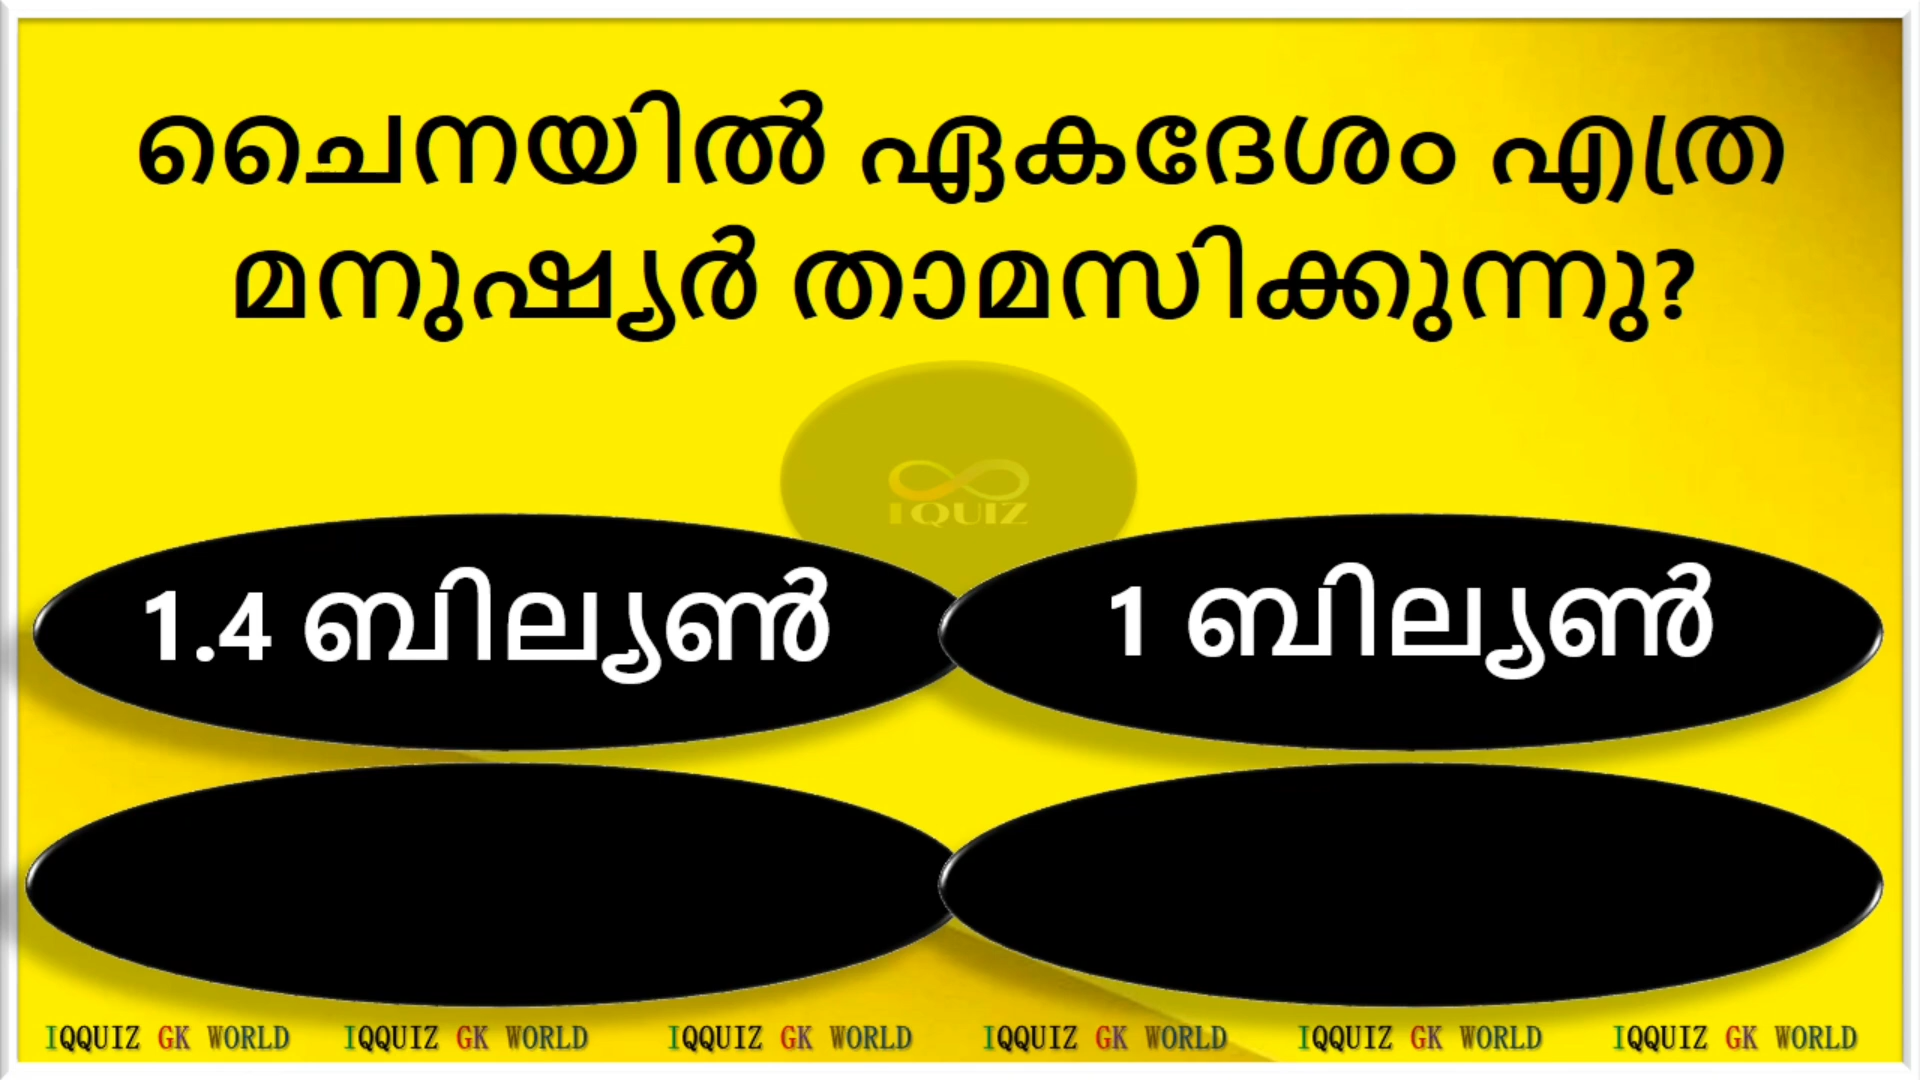 ചൈനയിൽ ഏകദേശം എത്ര
മനുഷ്യർ താമസിക്കുന്നു?
IQUIZ
1.4 ബില്യൺ
1 ബില്യൺ
IQQUIZ GK WORLD IQQUIZ GK WORLD IQQUIZ GK WORLD IQQUIZ GK WORLD IQQUIZ GK WORLD IQQUIZ GK WORLD